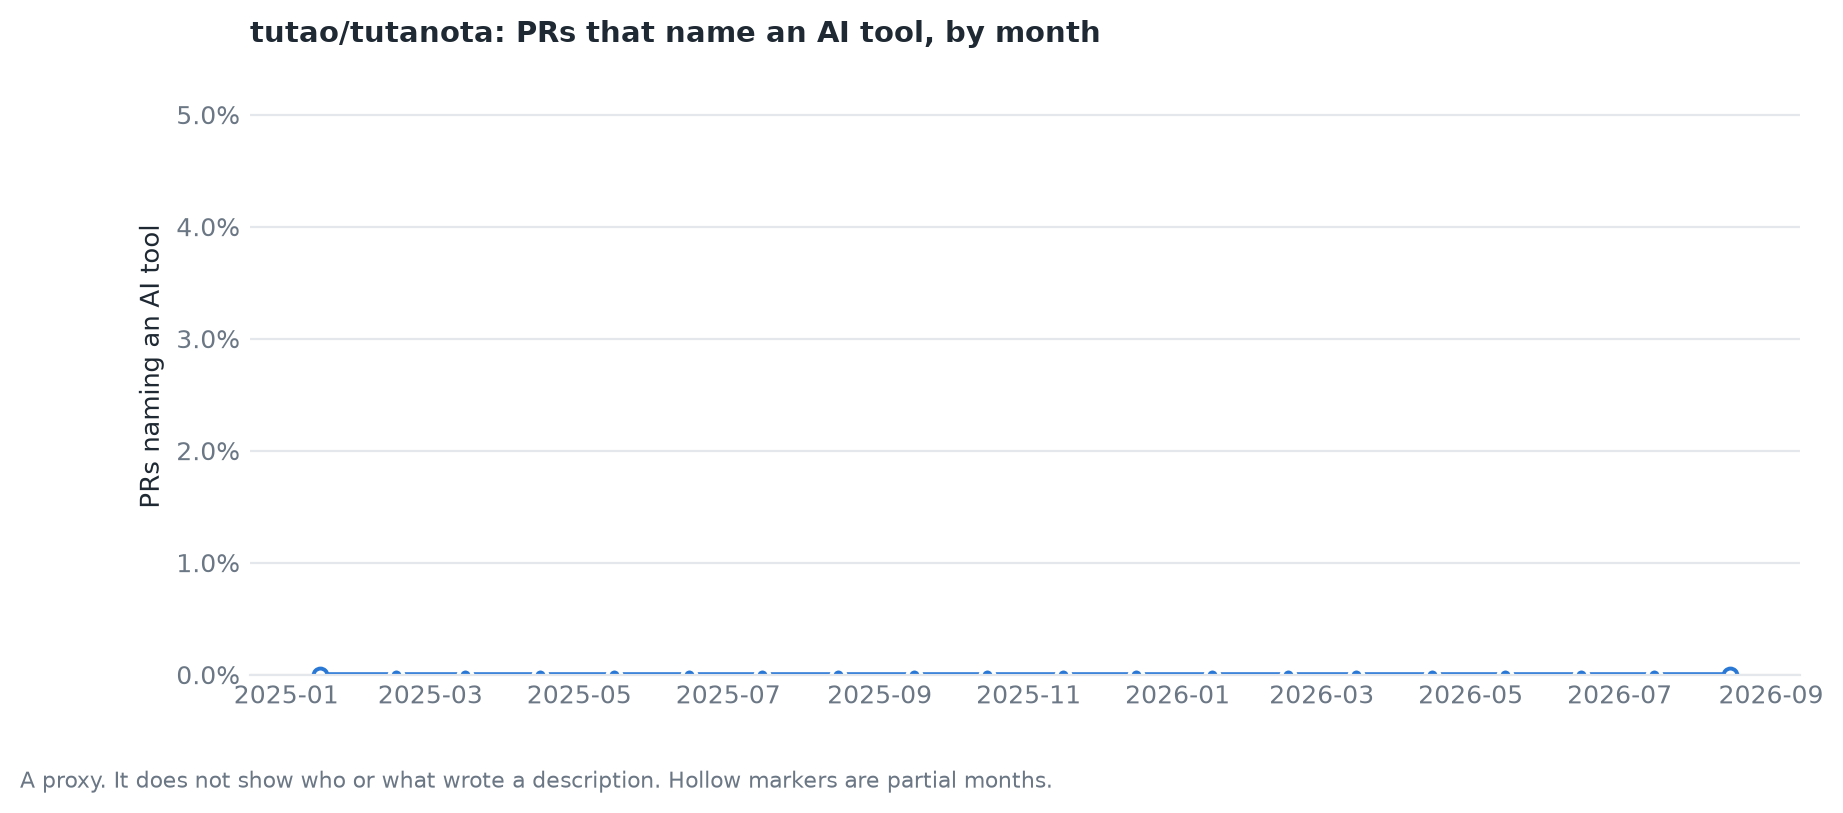 tutao/tutanota: PRs that name an AI tool, by month
PRs naming an AI tool
5.0%
4.0%
3.0%
2.0%
1.0%
0.0%
2025-01 2025-03 2025-05 2025-07 2025-09 2025-11 2026-01 2026-03 2026-05 2026-07 2026-09
A proxy. It does not show who or what wrote a description. Hollow markers are partial months.